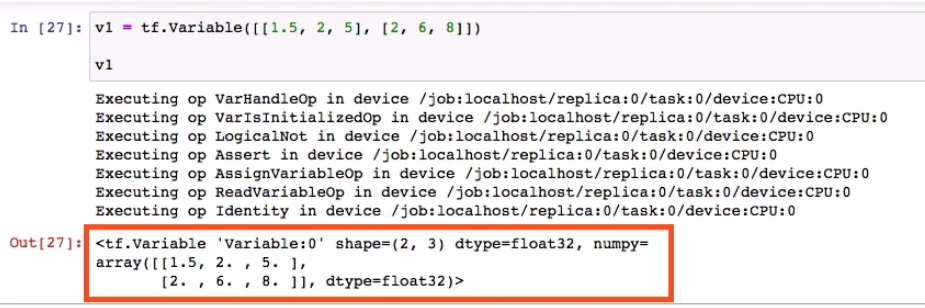 In [27]: v1 = tf.Variable([[1.5, 2, 5], [2, 6, 8]])
v1
Executing op VarHandleOp in device /job:localhost/replica:0/task:0/device:CPU:0
Executing op VarIsInitializedOp in device /job:localhost/replica:0/task:0/device:CPU:0
Executing op LogicalNot in device /job:localhost/replica:0/task:0/device:CPU:0
Executing op Assert in device /job:localhost/replica:0/task:0/device:CPU:0
Executing op AssignVariableOp in device /job:localhost/replica:0/task:0/device:CPU:0
Executing op ReadVariableOp in device /job:localhost/replica:0/task:0/device:CPU:0
Executing op Identity in device /job:localhost/replica:0/task:0/device:CPU:0
Out[27]: <tf.Variable 'Variable:0' shape=(2, 3) dtype=float32, numpy=
array([[1.5, 2. , 5. ],
       [2. , 6. , 8. ]], dtype=float32)>